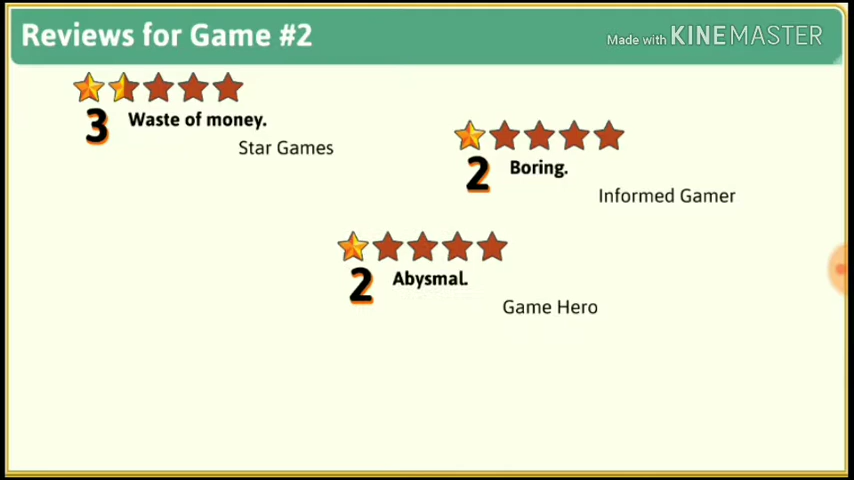 Reviews for Game #2
Made with KINEMASTER
3 Waste of money.
Star Games
2 Boring.
Informed Gamer
2 Abysmal.
Game Hero